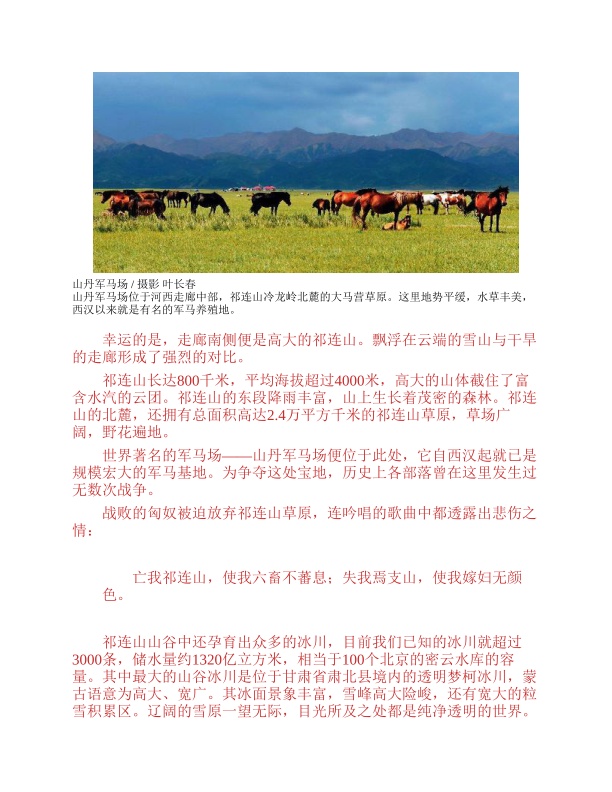 山丹军马场 / 摄影 叶长春
山丹军马场位于河西走廊中部，祁连山冷龙岭北麓的大马营草原。这里地势平缓，水草丰美，
西汉以来就是有名的军马养殖地。
幸运的是，走廊南侧便是高大的祁连山。飘浮在云端的雪山与干旱
的走廊形成了强烈的对比。
祁连山长达800千米，平均海拔超过4000米，高大的山体截住了富
含水汽的云团。祁连山的东段降雨丰富，山上生长着茂密的森林。祁连
山的北麓，还拥有总面积高达2.4万平方千米的祁连山草原，草场广
阔，野花遍地。
世界著名的军马场——山丹军马场便位于此处，它自西汉起就已是
规模宏大的军马基地。为争夺这处宝地，历史上各部落曾在这里发生过
无数次战争。
战败的匈奴被迫放弃祁连山草原，连吟唱的歌曲中都透露出悲伤之
情：
亡我祁连山，使我六畜不蕃息；失我焉支山，使我嫁妇无颜
色。
祁连山山谷中还孕育出众多的冰川，目前我们已知的冰川就超过
3000条，储水量约1320亿立方米，相当于100个北京的密云水库的容
量。其中最大的山谷冰川是位于甘肃省肃北县境内的透明梦柯冰川，蒙
古语意为高大、宽广。其冰面景象丰富，雪峰高大险峻，还有宽大的粒
雪积累区。辽阔的雪原一望无际，目光所及之处都是纯净透明的世界。